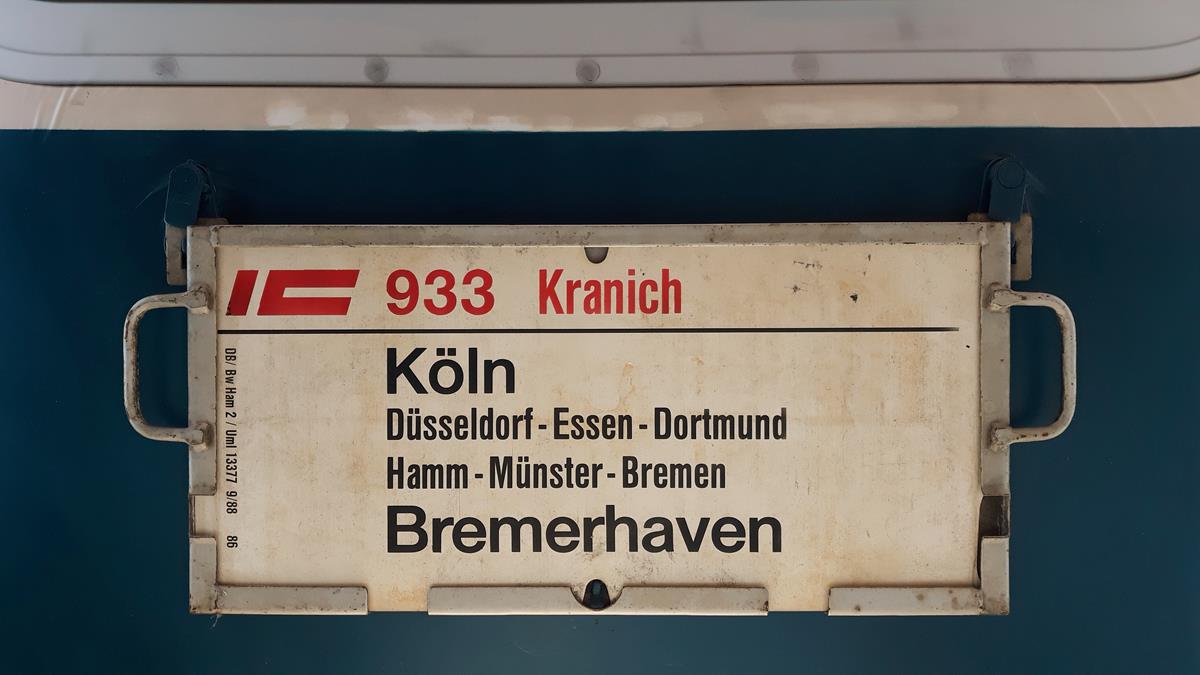 IC 933 Kranich
Köln
Düsseldorf - Essen - Dortmund
Hamm - Münster - Bremen
Bremerhaven
DB/ Bw Ham 2 / Uml 13377 9/88 86